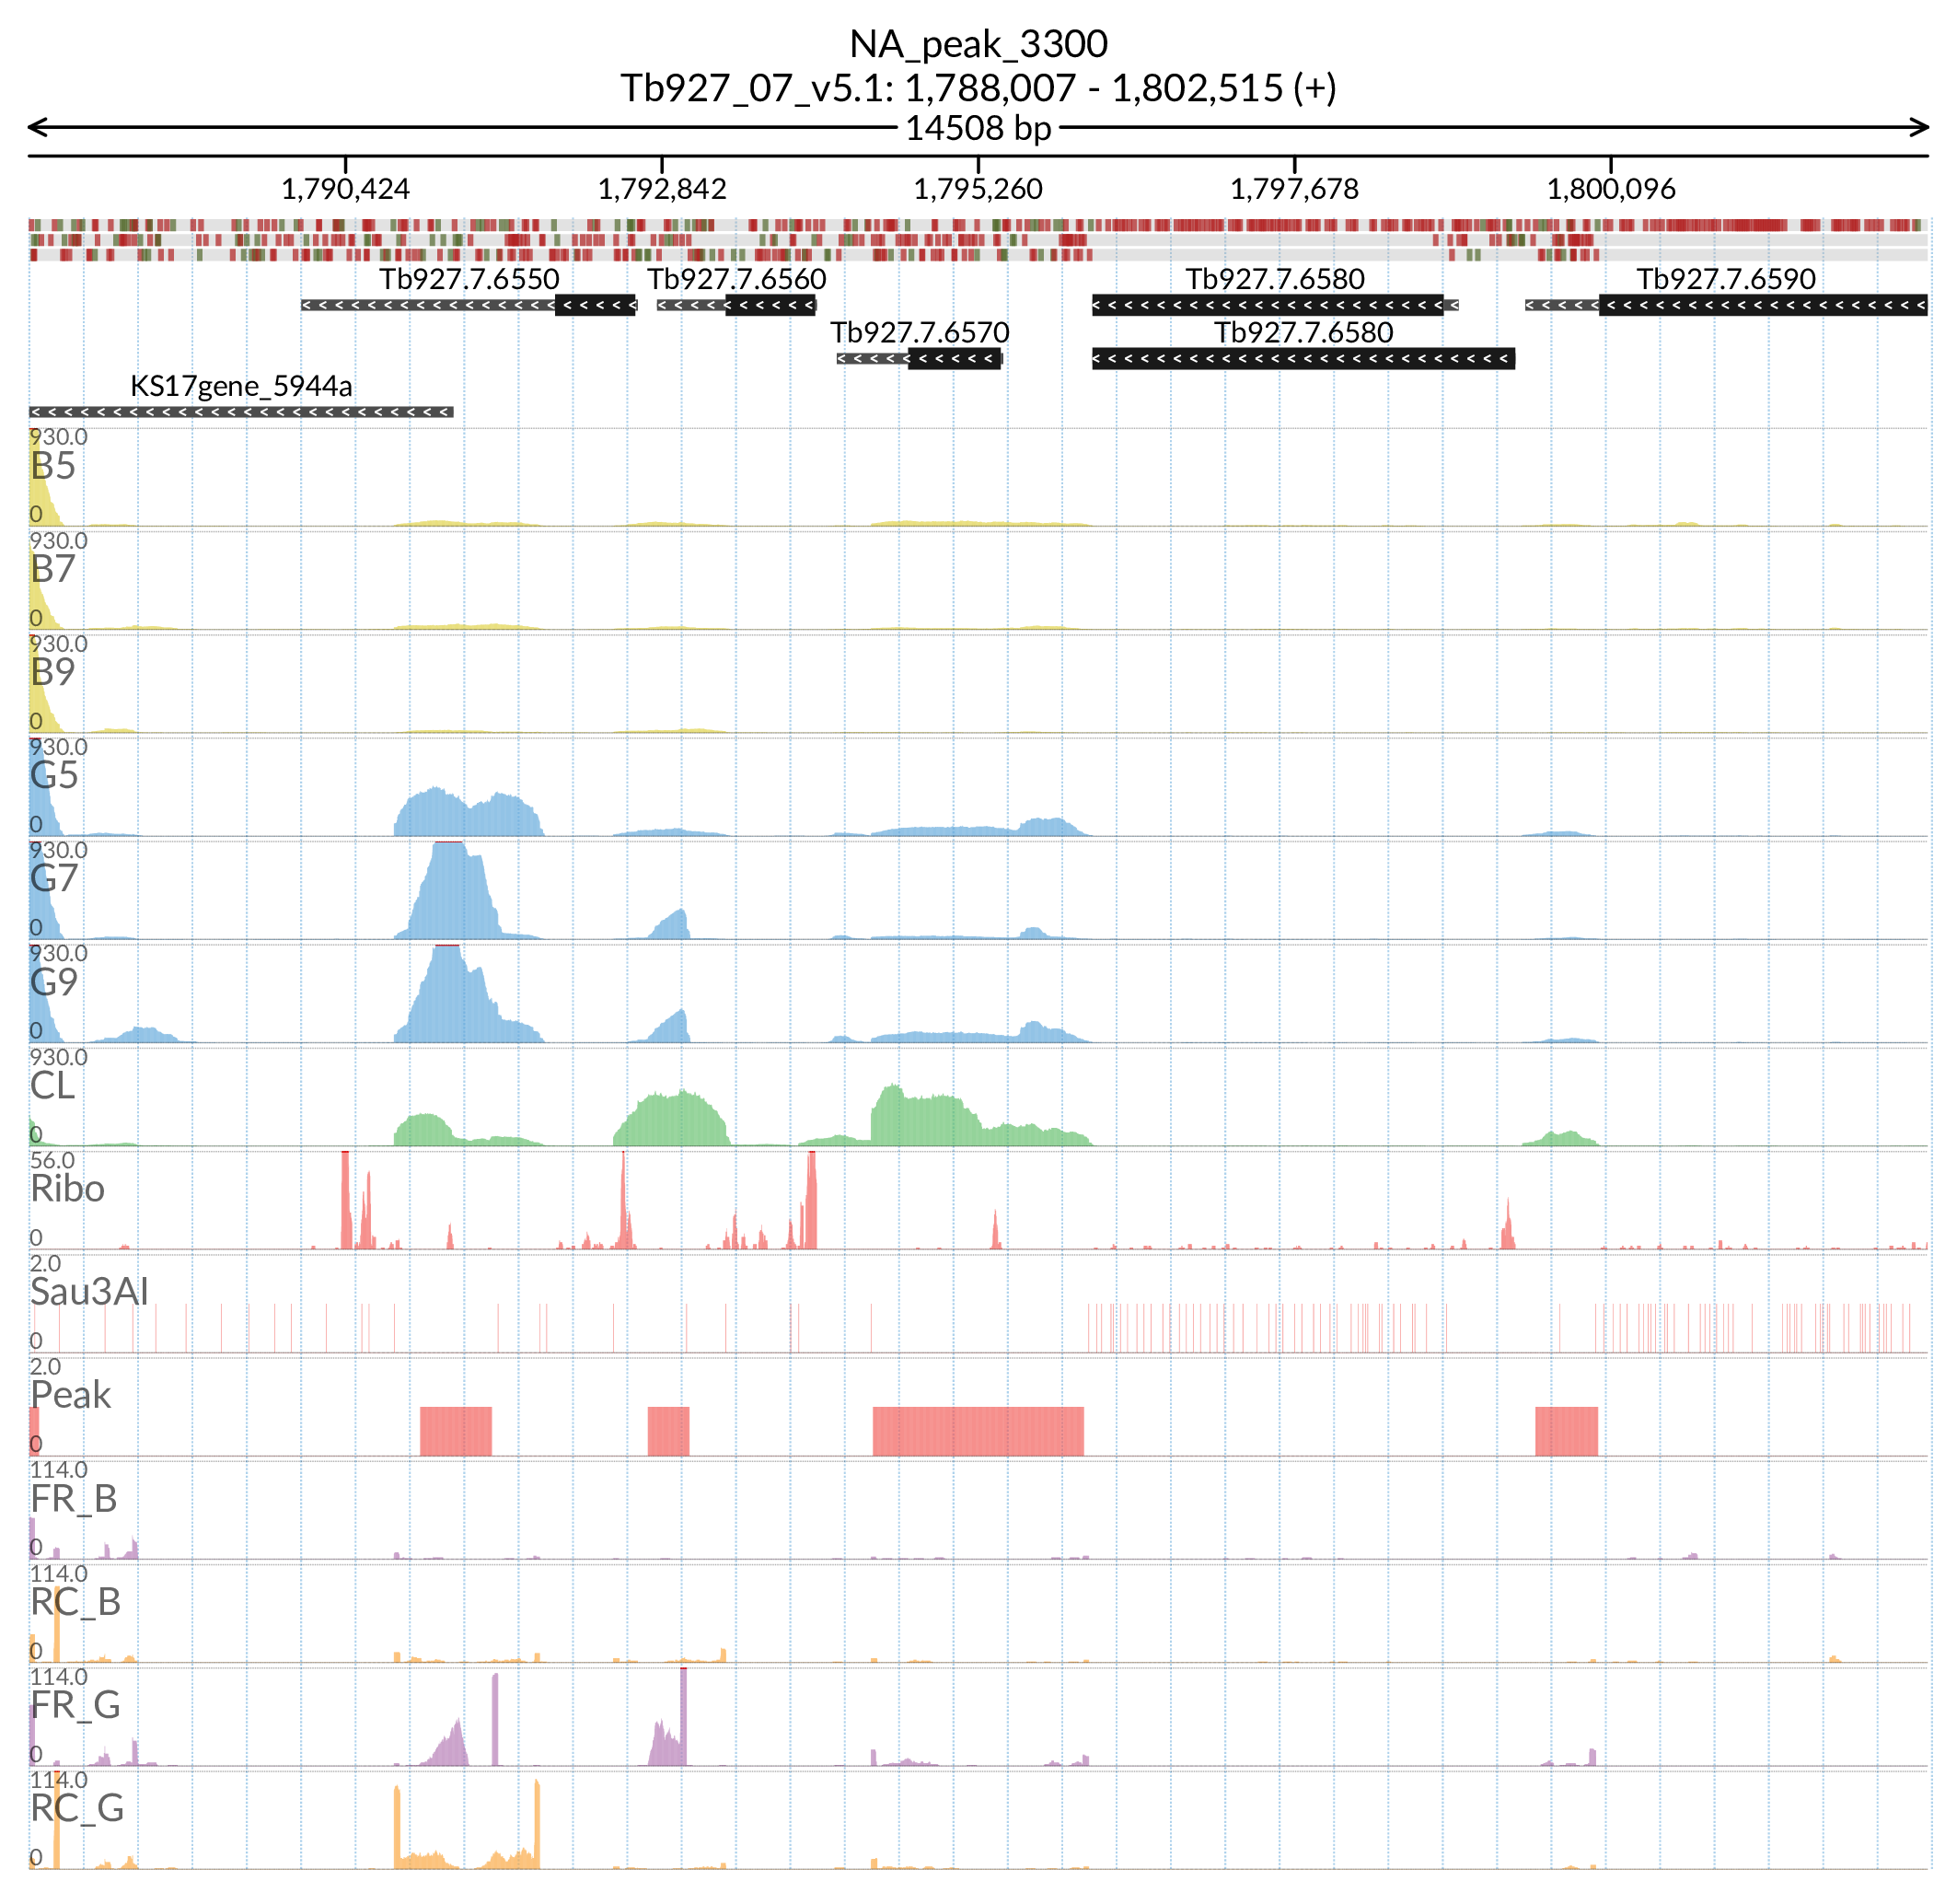 NA_peak_3300
Tb927_07_v5.1: 1,788,007 - 1,802,515 (+)
14508 bp
1,790,424 1,792,842 1,795,260 1,797,678 1,800,096
Tb927.7.6550 Tb927.7.6560 Tb927.7.6580 Tb927.7.6590
Tb927.7.6570 Tb927.7.6580
KS17gene_5944a
930.0
B5
0
930.0
B7
0
930.0
B9
0
930.0
G5
0
930.0
G7
0
930.0
G9
0
930.0
CL
0
56.0
Ribo
0
2.0
Sau3AI
0
2.0
Peak
0
114.0
FR_B
0
114.0
RC_B
0
114.0
FR_G
0
114.0
RC_G
0